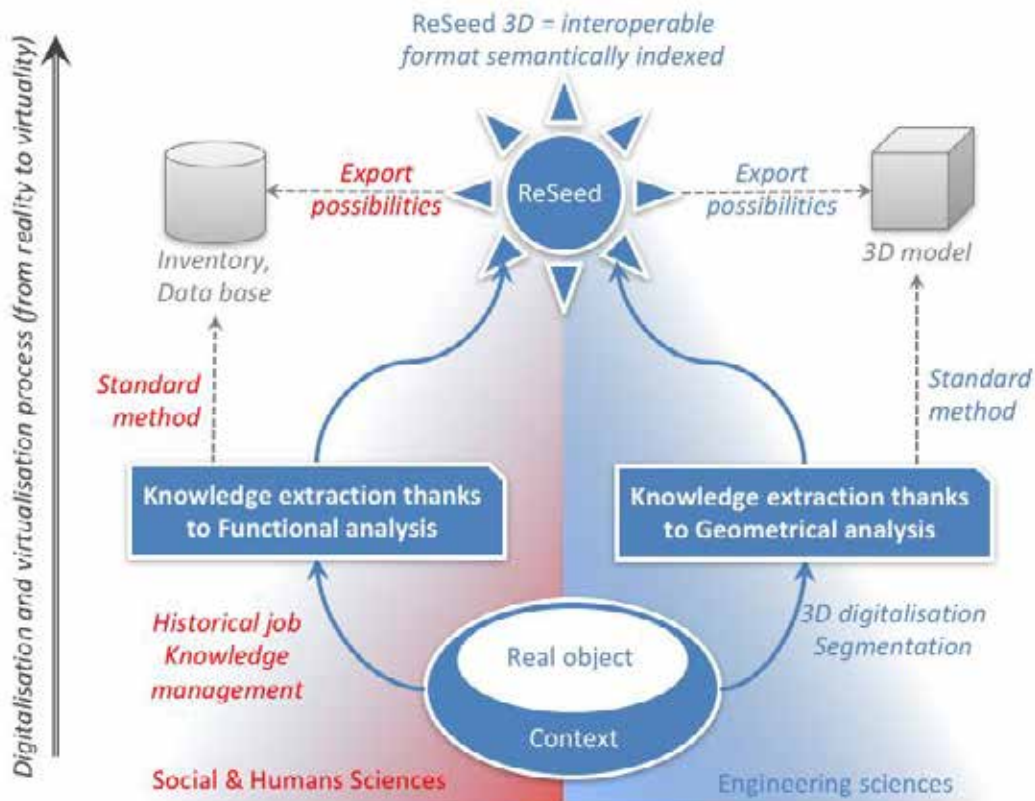 ReSeed 3D = interoperable
format semantically indexed
Digitalisation and virtualisation process (from reality to virtuality)
ReSeed
Export
possibilities
Export
possibilities
Inventory,
Data base
3D model
Standard
method
Standard
method
Knowledge extraction thanks
to Functional analysis
Knowledge extraction thanks
to Geometrical analysis
Historical job
Knowledge
management
3D digitalisation
Segmentation
Real object
Context
Social & Humans Sciences
Engineering sciences